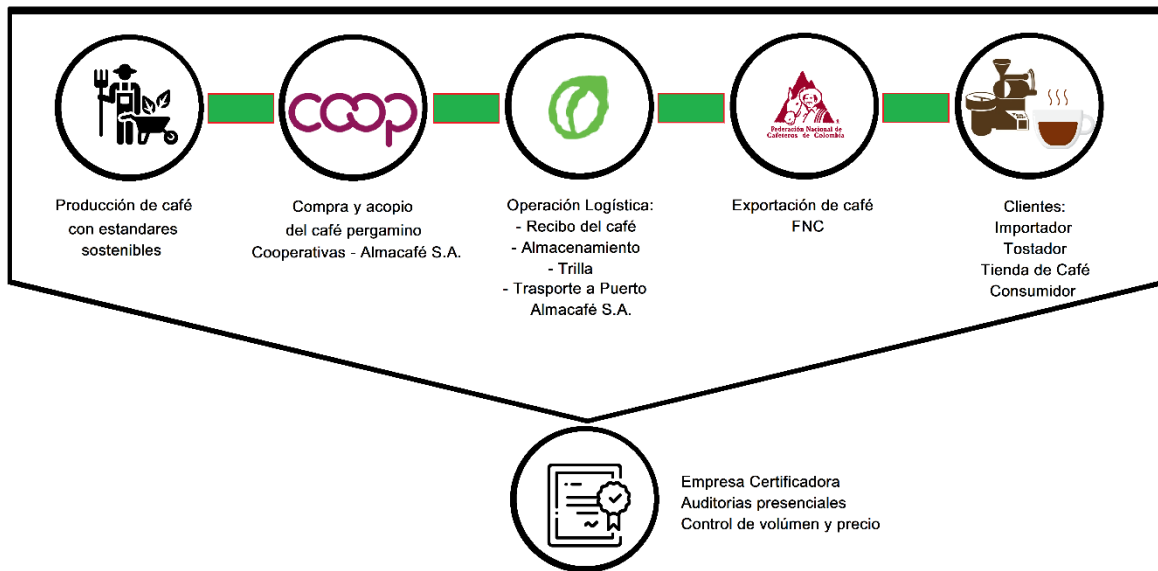 coop
Federación Nacional de
Cafeteros de Colombia
Producción de café
con estandares
sostenibles
Compra y acopio
del café pergamino
Cooperativas - Almacafé S.A.
Operación Logística:
- Recibo del café
- Almacenamiento
- Trilla
- Trasporte a Puerto
Almacafé S.A.
Exportación de café
FNC
Clientes:
Importador
Tostador
Tienda de Café
Consumidor
Empresa Certificadora
Auditorias presenciales
Control de volúmen y precio